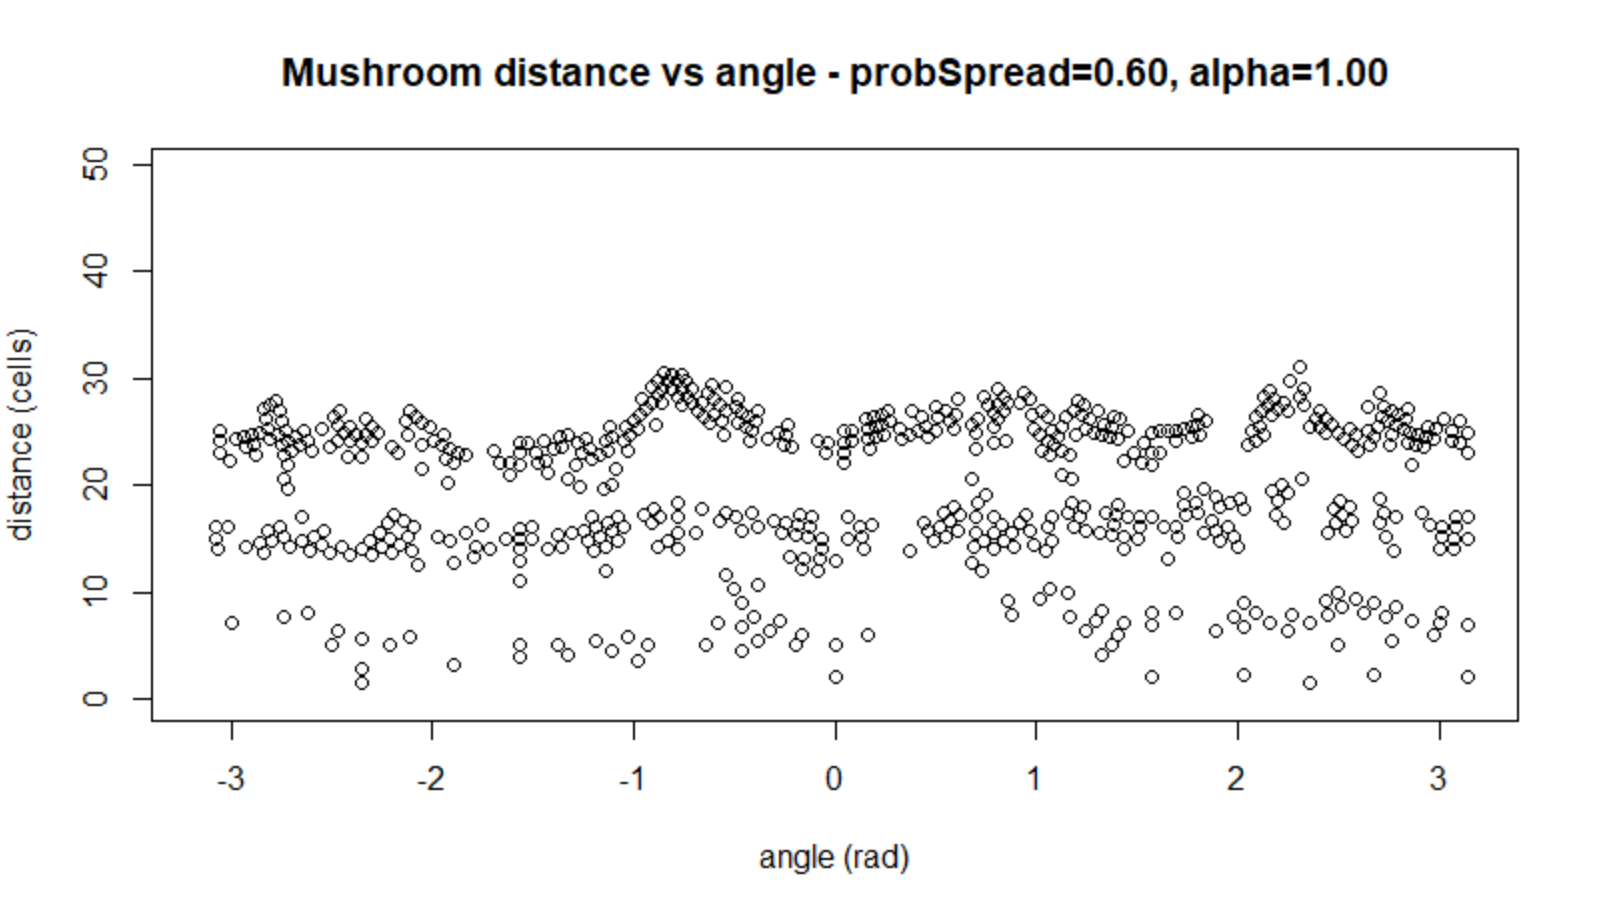 Mushroom distance vs angle - probSpread=0.60, alpha=1.00
distance (cells)
50
40
30
20
10
0
-3 -2 -1 0 1 2 3
angle (rad)